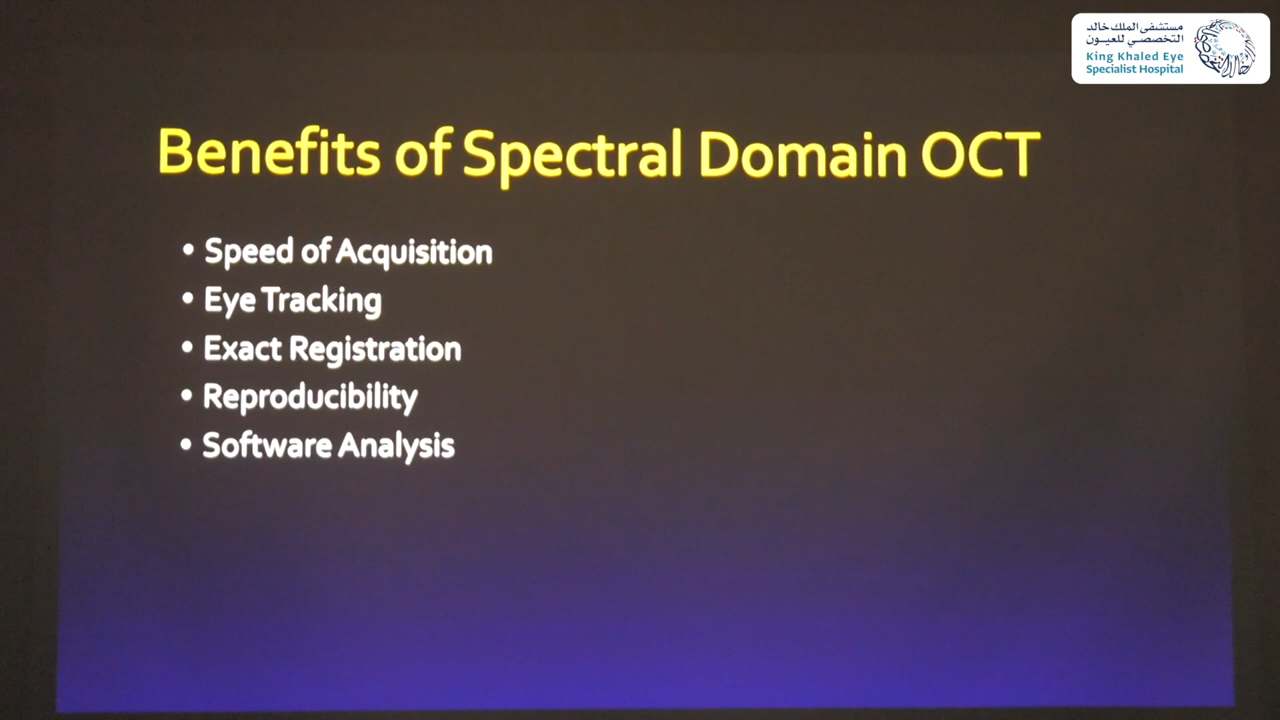 مستشفى الملك خالد
التخصصي للعيون
King Khaled Eye
Specialist Hospital
Benefits of Spectral Domain OCT
• Speed of Acquisition
• Eye Tracking
• Exact Registration
• Reproducibility
• Software Analysis